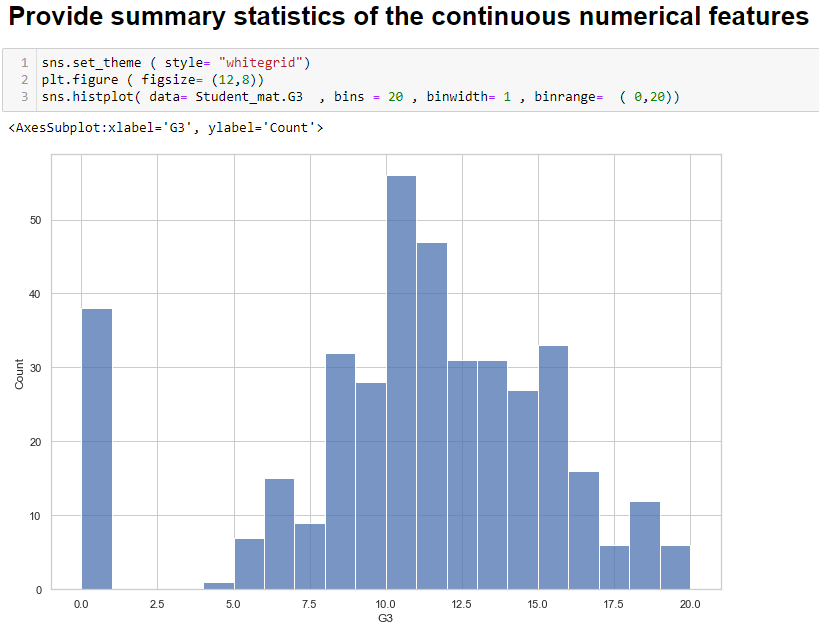 Provide summary statistics of the continuous numerical features
1 sns.set_theme ( style= "whitegrid")
2 plt.figure ( figsize= (12,8))
3 sns.histplot( data= Student_mat.G3  , bins = 20 , binwidth= 1 , binrange=  ( 0,20))
<AxesSubplot:xlabel='G3', ylabel='Count'>
50
40
30
20
10
0
Count
0.0 2.5 5.0 7.5 10.0 12.5 15.0 17.5 20.0
G3